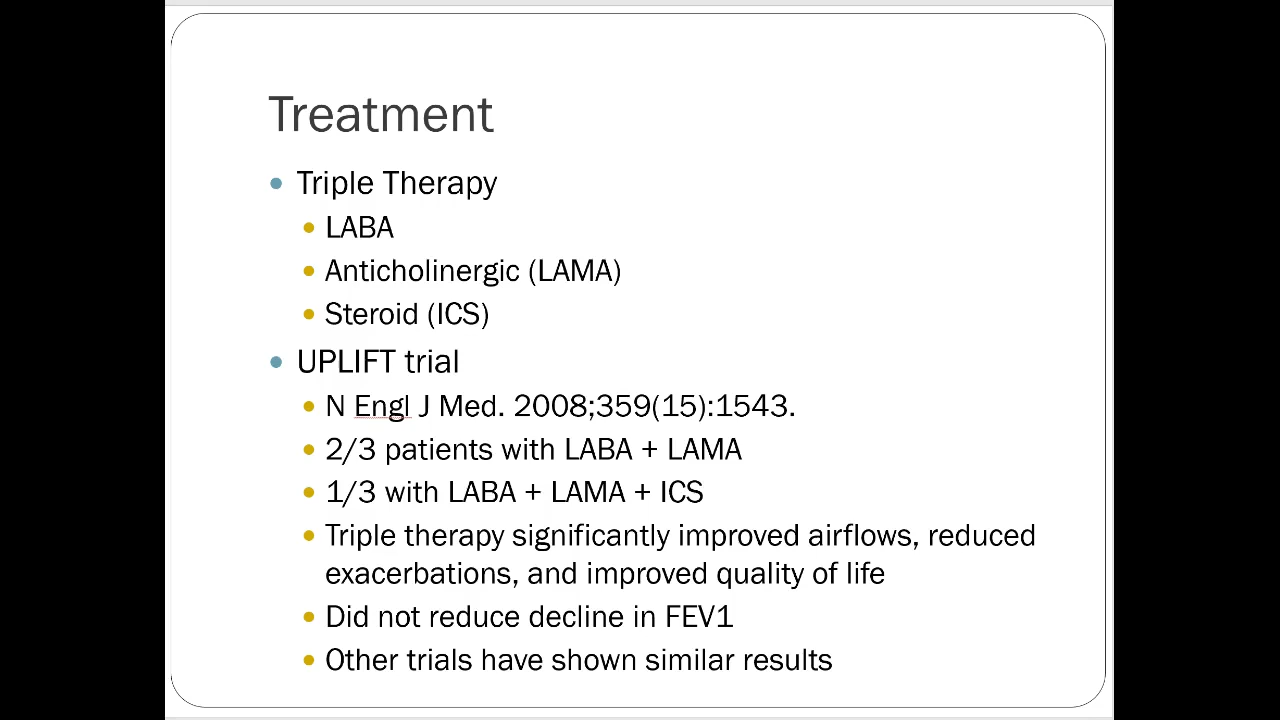 Treatment
Triple Therapy
LABA
Anticholinergic (LAMA)
Steroid (ICS)
UPLIFT trial
N Engl J Med. 2008;359(15):1543.
2/3 patients with LABA + LAMA
1/3 with LABA + LAMA + ICS
Triple therapy significantly improved airflows, reduced
exacerbations, and improved quality of life
Did not reduce decline in FEV1
Other trials have shown similar results